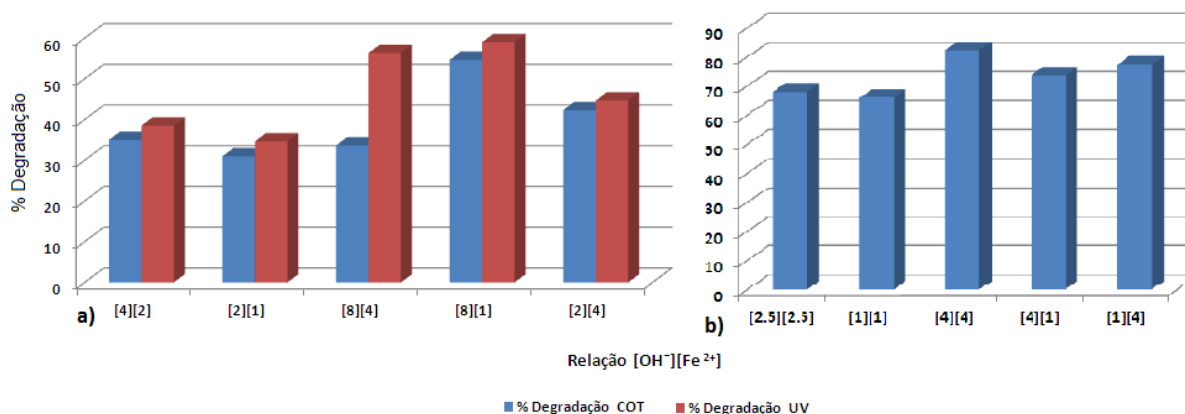 % Degradação
60
50
40
30
20
10
0
[4][2] [2][1] [8][4] [8][1] [2][4]
a)
90
80
70
60
50
40
30
20
10
0
[2.5][2.5] [1][1] [4][4] [4][1] [1][4]
b)
Relação [OH⁻][Fe ²⁺]
% Degradação COT % Degradação UV